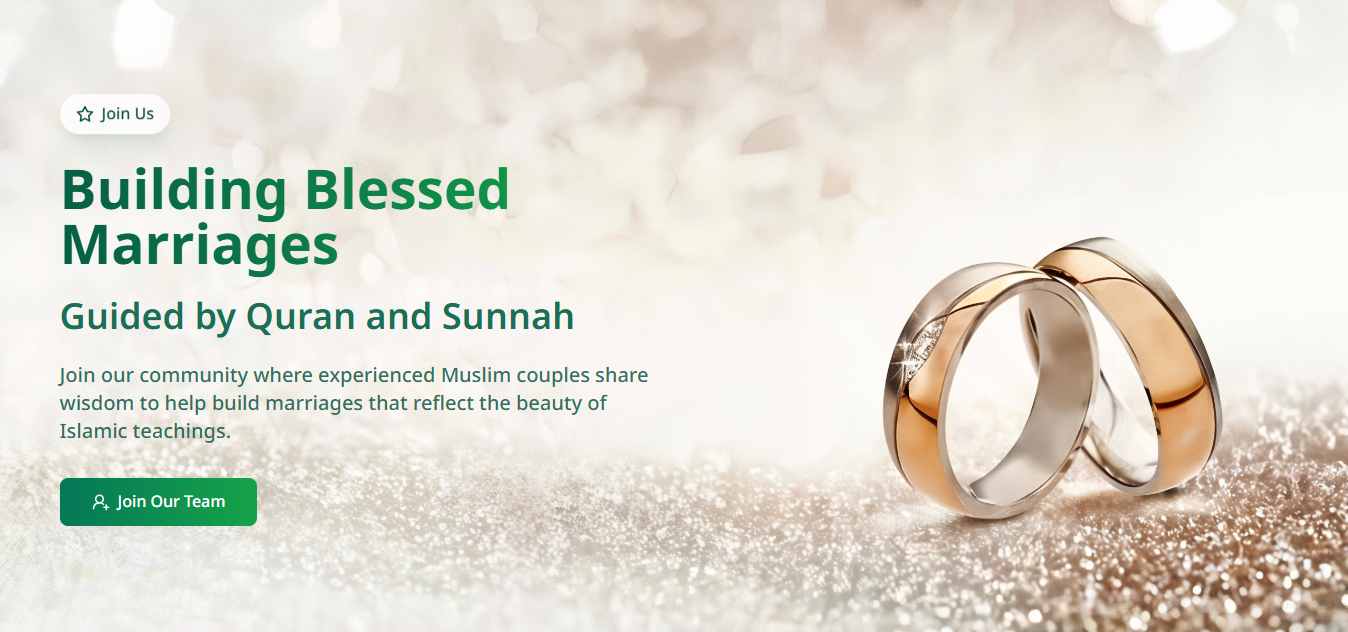 Join Us
Building Blessed
Marriages
Guided by Quran and Sunnah
Join our community where experienced Muslim couples share
wisdom to help build marriages that reflect the beauty of
Islamic teachings.
Join Our Team